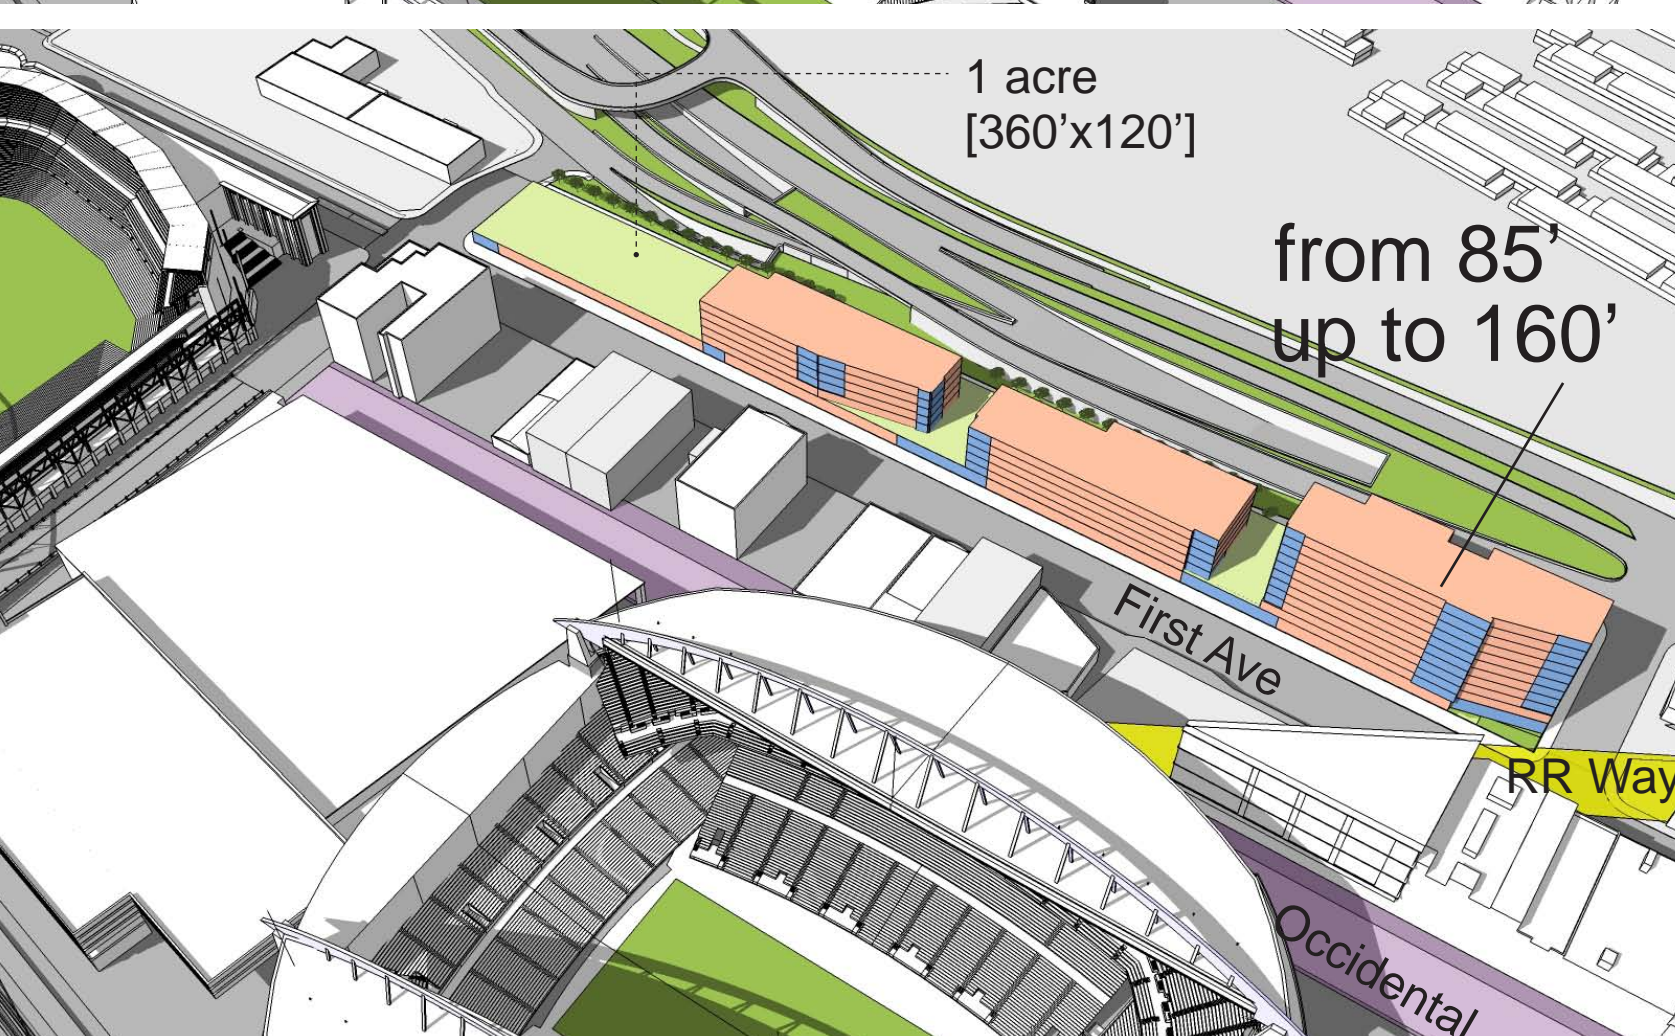 1 acre
[360’x120’]
from 85’
up to 160’
First Ave
RR Way
Occidental